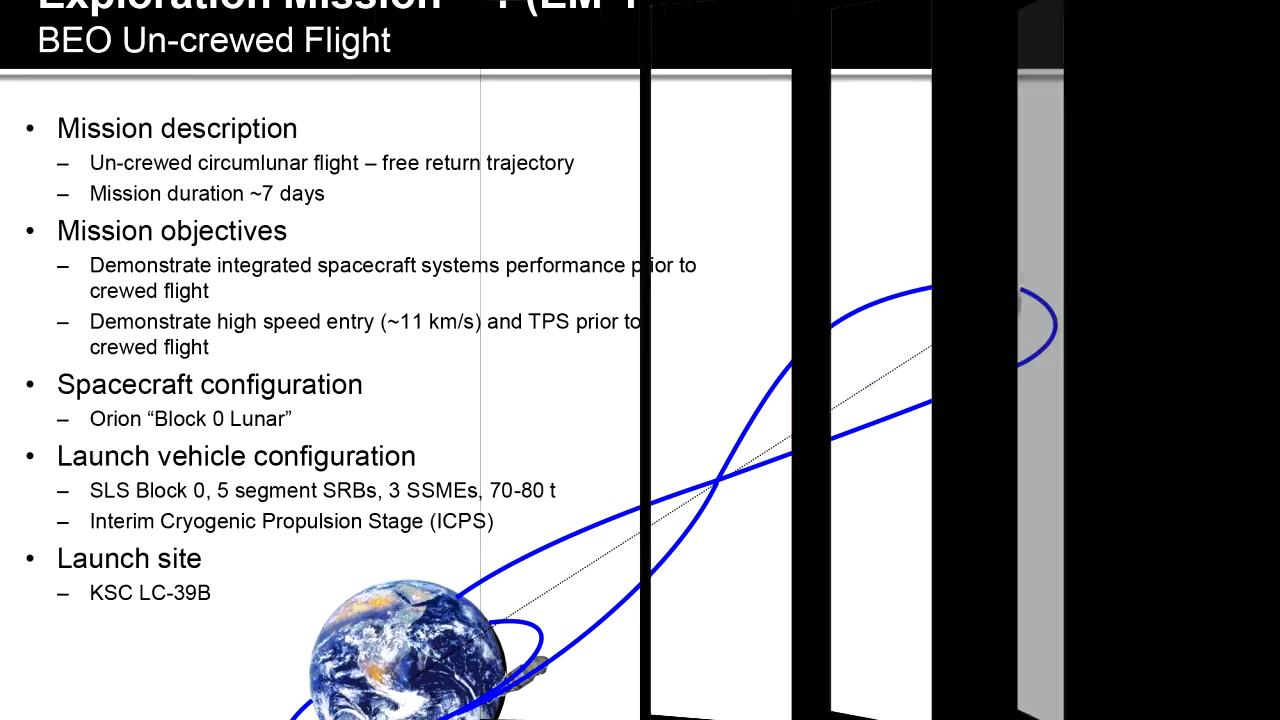 Exploration Mission
BEO Un-crewed Flight
• Mission description
– Un-crewed circumlunar flight – free return trajectory
– Mission duration ~7 days
• Mission objectives
– Demonstrate integrated spacecraft systems performance prior to
crewed flight
– Demonstrate high speed entry (~11 km/s) and TPS prior to
crewed flight
• Spacecraft configuration
– Orion “Block 0 Lunar”
• Launch vehicle configuration
– SLS Block 0, 5 segment SRBs, 3 SSMEs, 70-80 t
– Interim Cryogenic Propulsion Stage (ICPS)
• Launch site
– KSC LC-39B